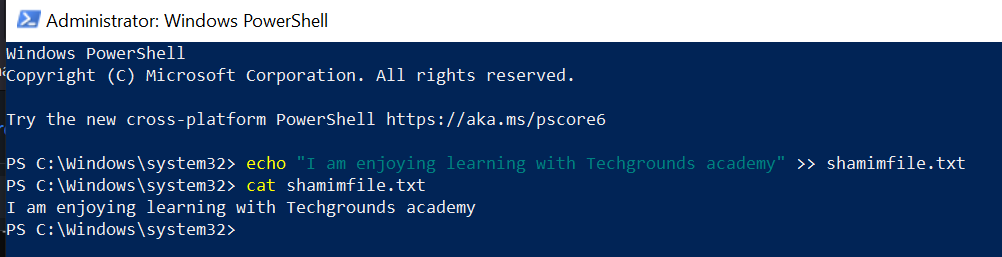 Administrator: Windows PowerShell
Windows PowerShell
Copyright (C) Microsoft Corporation. All rights reserved.
Try the new cross-platform PowerShell https://aka.ms/pscore6
PS C:\Windows\system32> echo "I am enjoying learning with Techgrounds academy" >> shamimfile.txt
PS C:\Windows\system32> cat shamimfile.txt
I am enjoying learning with Techgrounds academy
PS C:\Windows\system32>